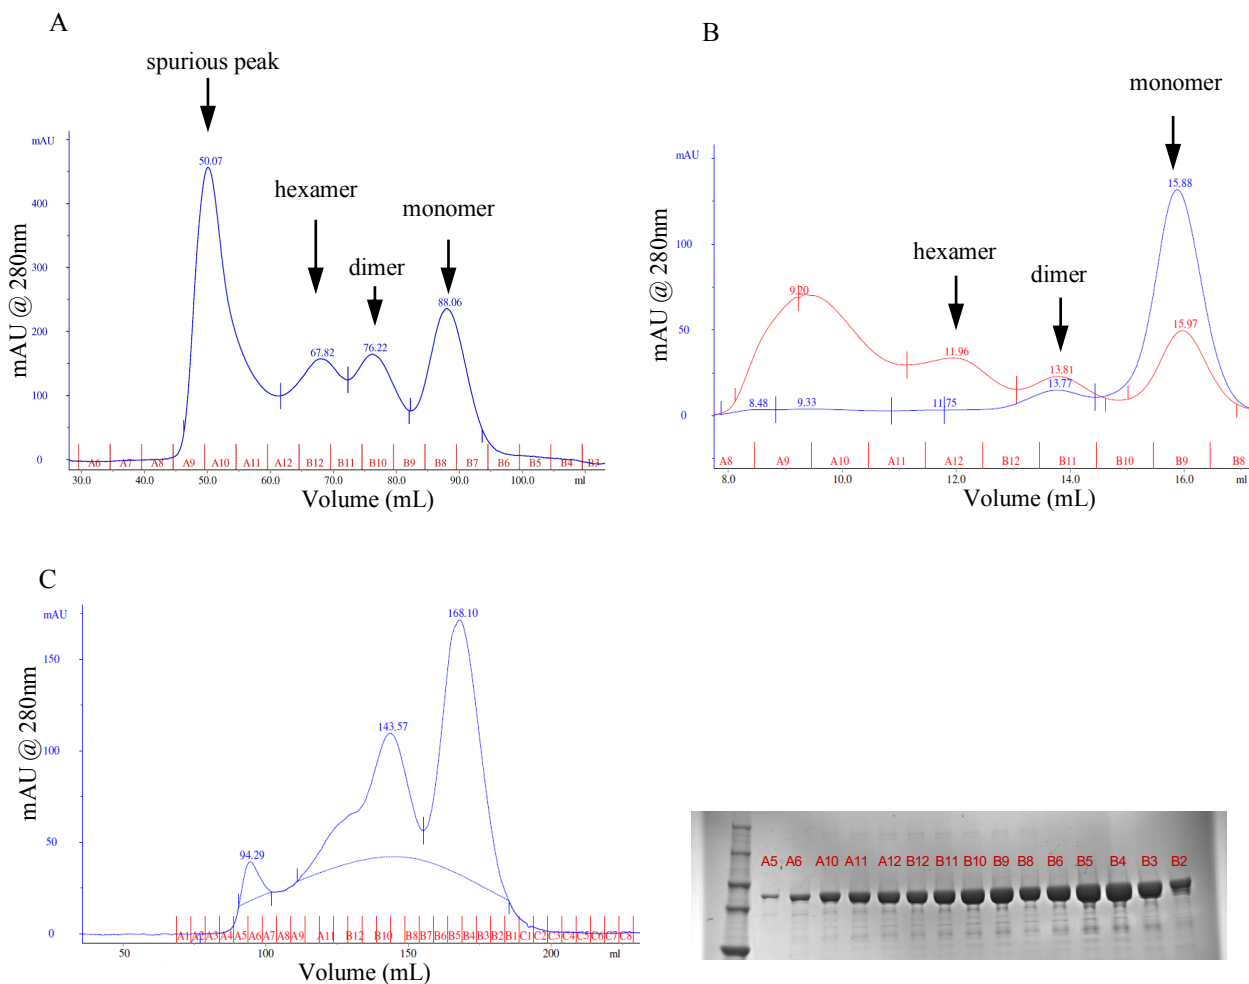 A
spurious peak
mAU
50.07
hexamer
monomer
dimer
88.06
67.82
76.22
400
300
200
100
0
mAU @ 280nm
A6 A7 A8 A9 A10 A11 A12 B12 B11 B10 B9 B8 B7 B6 B5 B4 B3
30.0 40.0 50.0 60.0 70.0 80.0 90.0 100.0 ml
Volume (mL)
B
monomer
mAU
15.88
hexamer
dimer
100
50
0
9.20
11.96
13.81
13.77
15.97
8.48 9.33 11.75
mAU @ 280nm
A8 A9 A10 A11 A12 B12 B11 B10 B9 B8
8.0 10.0 12.0 14.0 16.0 ml
Volume (mL)
C
mAU
168.10
143.57
94.29
150
100
50
0
mAU @ 280nm
A1 A2 A3 A4 A5 A6 A7 A8 A9 A11 B12 B10 B8 B7 B6 B5 B4 B3 B2 B1 C1 C2 C3 C4 C5 C6 C7 C8
50 100 150 200 ml
Volume (mL)
A5 A6 A10 A11 A12 B12 B11 B10 B9 B8 B6 B5 B4 B3 B2